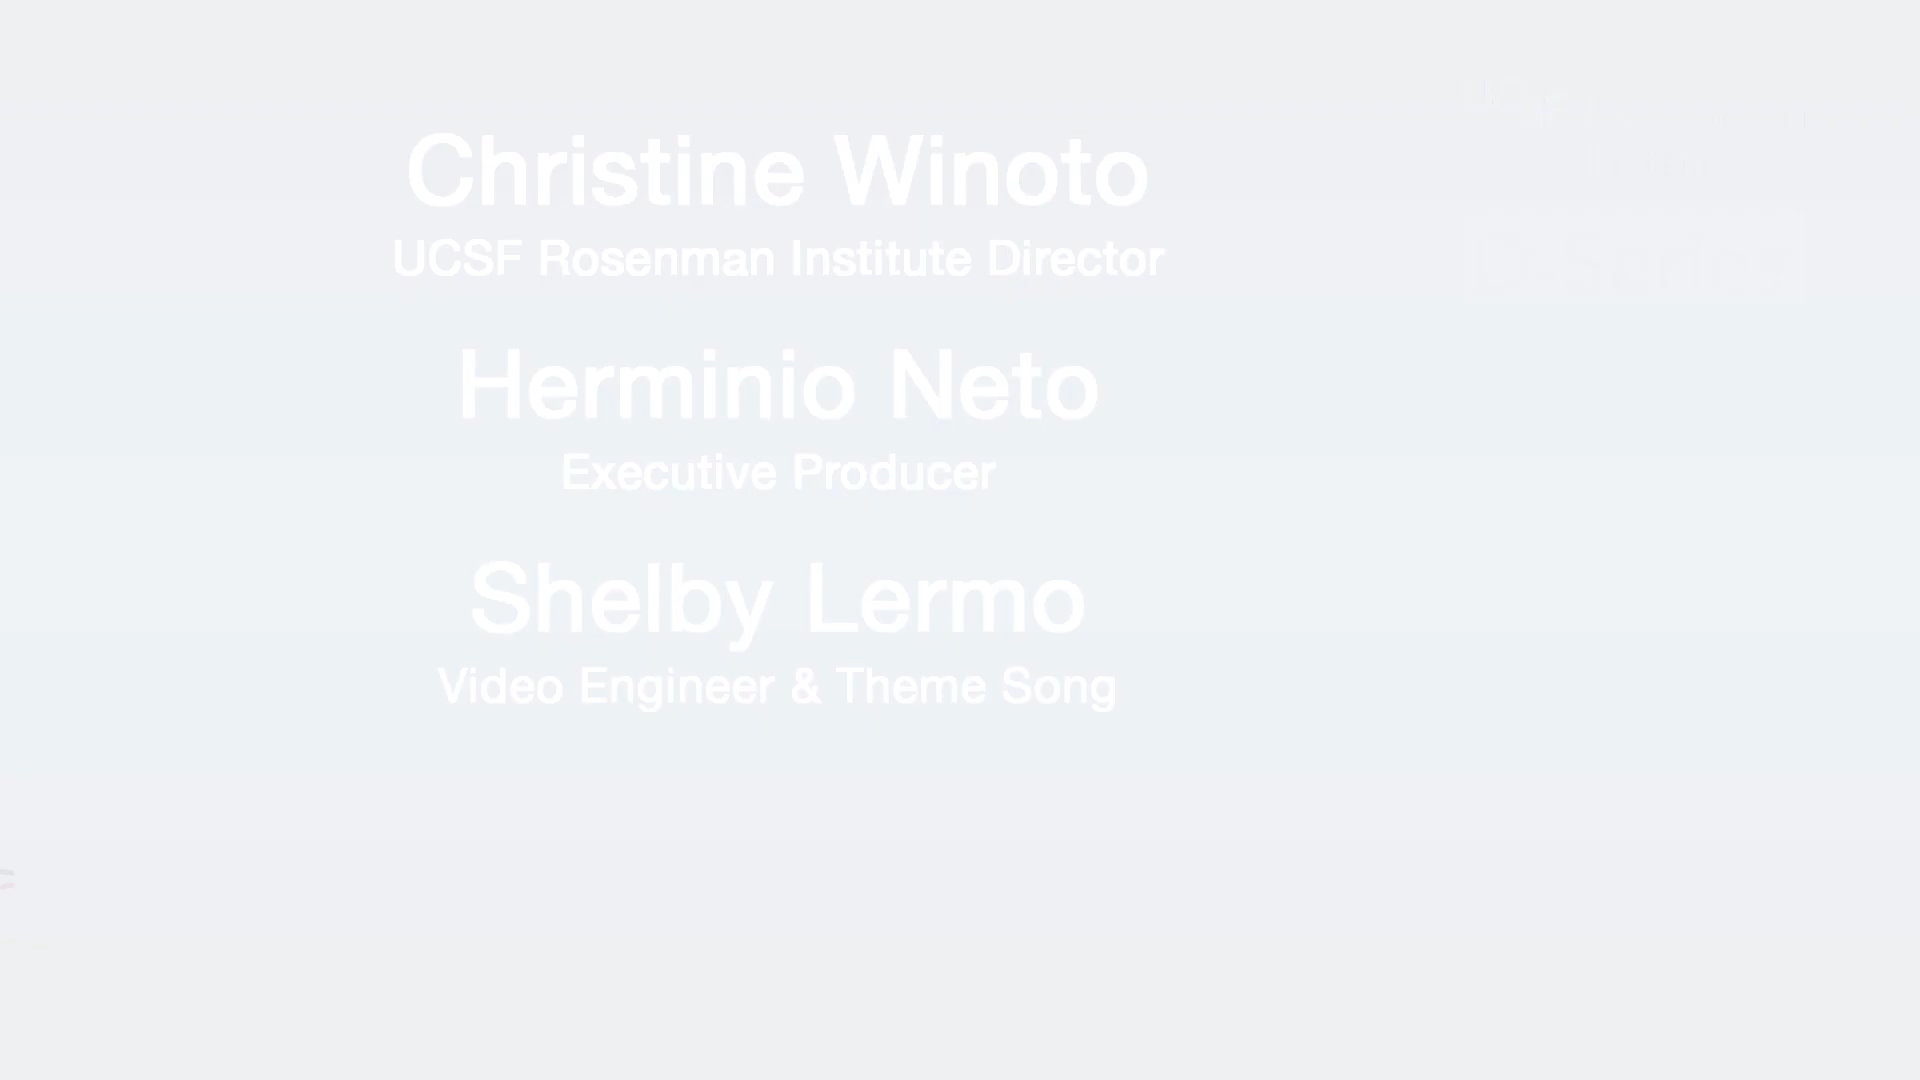 Christine Winoto
UCSF Rosenman Institute Director
Herminio Neto
Executive Producer
Shelby Lermo
Video Engineer & Theme Song